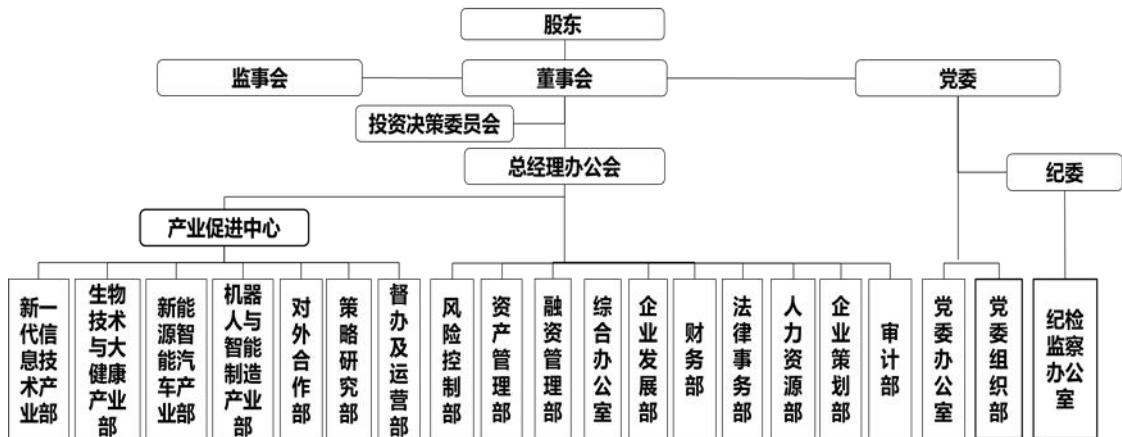 股东
监事会
董事会
党委
投资决策委员会
总经理办公会
纪委
产业促进中心
新一代信息技术产业部
生物技术与大健康产业部
新能源智能汽车产业部
机器人与智能制造产业部
对外合作部
策略研究部
督办及运营部
风险控制部
资产管理部
融资管理部
综合办公室
企业发展部
财务部
法律事务部
人力资源部
企业策划部
审计部
党委办公室
党委组织部
纪检监察办公室